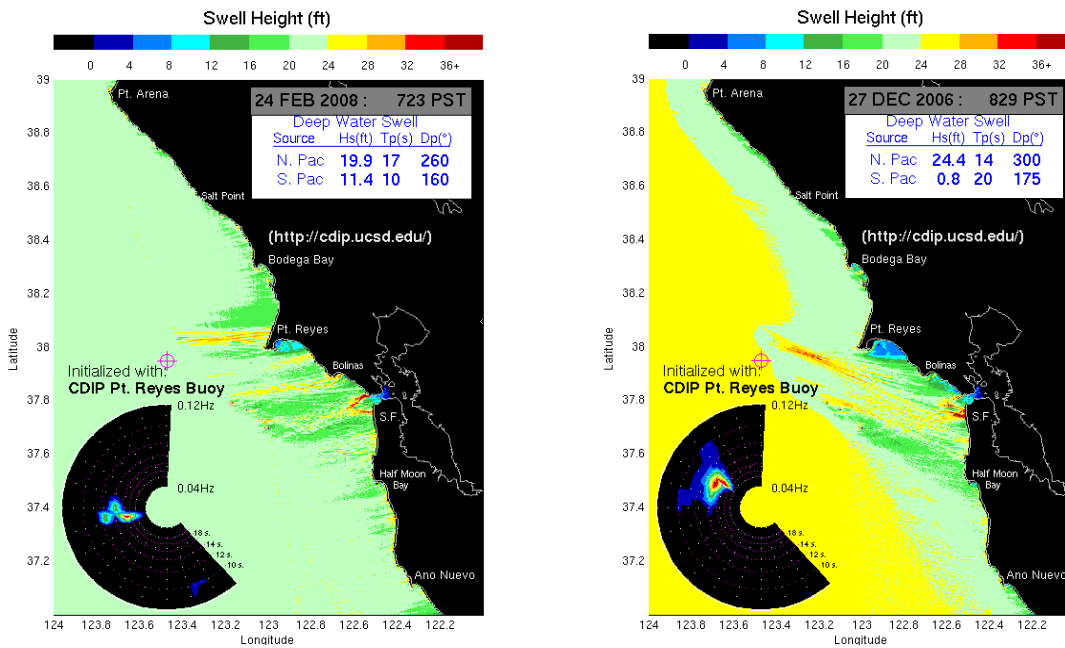 Swell Height (ft)
0 4 8 12 16 20 24 28 32 36+
39
38.8
38.6
38.4
38.2
38
37.8
37.6
37.4
37.2
Latitude
Pt. Arena
24 FEB 2008 : 723 PST
Deep Water Swell
Source Hs(ft) Tp(s) Dp(°)
N. Pac 19.9 17 260
S. Pac 11.4 10 160
Salt Point
(http://cdip.ucsd.edu/)
Bodega Bay
Pt. Reyes
Bolinas
Initialized with:
CDIP Pt. Reyes Buoy
0.12Hz
S.F.
Half Moon
Bay
0.04Hz
18 s.
14 s.
12 s.
10 s.
Ano Nuevo
124 123.8 123.6 123.4 123.2 123 122.8 122.6 122.4 122.2
Longitude
Swell Height (ft)
0 4 8 12 16 20 24 28 32 36+
39
38.8
38.6
38.4
38.2
38
37.8
37.6
37.4
37.2
Latitude
Pt. Arena
27 DEC 2006 : 829 PST
Deep Water Swell
Source Hs(ft) Tp(s) Dp(°)
N. Pac 24.4 14 300
S. Pac 0.8 20 175
Salt Point
(http://cdip.ucsd.edu/)
Bodega Bay
Pt. Reyes
Bolinas
Initialized with:
CDIP Pt. Reyes Buoy
0.12Hz
S.F.
Half Moon
Bay
0.04Hz
18 s.
14 s.
12 s.
10 s.
Ano Nuevo
124 123.8 123.6 123.4 123.2 123 122.8 122.6 122.4 122.2
Longitude